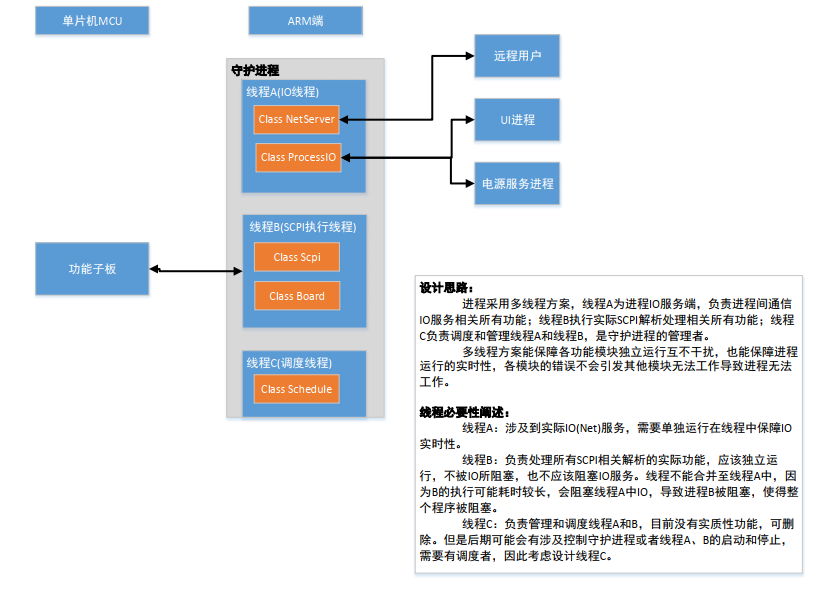 单片机MCU
ARM端
守护进程
线程A(IO线程)
Class NetServer
Class ProcessIO
远程用户
UI进程
电源服务进程
线程B(SCPI执行线程)
Class Scpi
Class Board
功能子板
线程C(调度线程)
Class Schedule
设计思路：
进程采用多线程方案，线程A为进程IO服务端，负责进程间通信
IO服务相关所有功能；线程B执行实际SCPI解析处理相关所有功能；线程
C负责调度和管理线程A和线程B，是守护进程的管理者。
多线程方案能保障各功能模块独立运行互不干扰，也能保障进程
运行的实时性，各模块的错误不会引发其他模块无法工作导致进程无法
工作。
线程必要性阐述：
线程A：涉及到实际IO(Net)服务，需要单独运行在线程中保障IO
实时性。
线程B：负责处理所有SCPI相关解析的实际功能，应该独立运
行，不被IO所阻塞，也不应该阻塞IO服务。线程不能合并至线程A中，因
为B的执行可能耗时较长，会阻塞线程A中IO，导致进程B被阻塞，使得整
个程序被阻塞。
线程C：负责管理和调度线程A和B，目前没有实质性功能，可删
除。但是后期可能会有涉及控制守护进程或者线程A、B的启动和停止，
需要有调度者，因此考虑设计线程C。